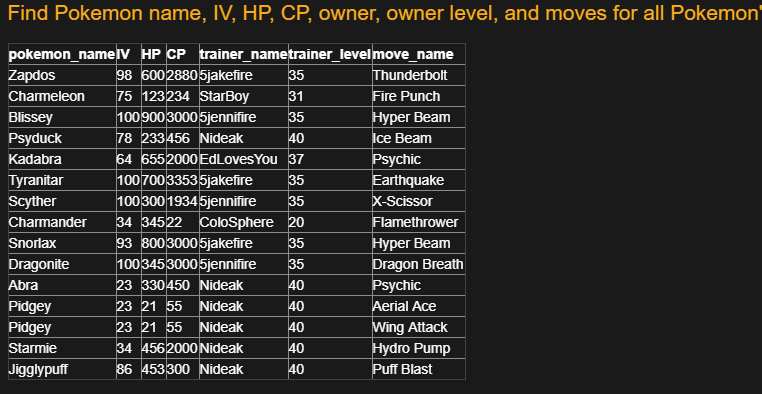 Find Pokemon name, IV, HP, CP, owner, owner level, and moves for all Pokemon'
pokemon_name IV HP CP trainer_name trainer_level move_name
Zapdos 98 600 2880 5jakefire 35 Thunderbolt
Charmeleon 75 123 234 StarBoy 31 Fire Punch
Blissey 100 900 3000 5jennifire 35 Hyper Beam
Psyduck 78 233 456 Nideak 40 Ice Beam
Kadabra 64 655 2000 EdLovesYou 37 Psychic
Tyranitar 100 700 3353 5jakefire 35 Earthquake
Scyther 100 300 1934 5jennifire 35 X-Scissor
Charmander 34 345 22 ColoSphere 20 Flamethrower
Snorlax 93 800 3000 5jakefire 35 Hyper Beam
Dragonite 100 345 3000 5jennifire 35 Dragon Breath
Abra 23 330 450 Nideak 40 Psychic
Pidgey 23 21 55 Nideak 40 Aerial Ace
Pidgey 23 21 55 Nideak 40 Wing Attack
Starmie 34 456 2000 Nideak 40 Hydro Pump
Jigglypuff 86 453 300 Nideak 40 Puff Blast